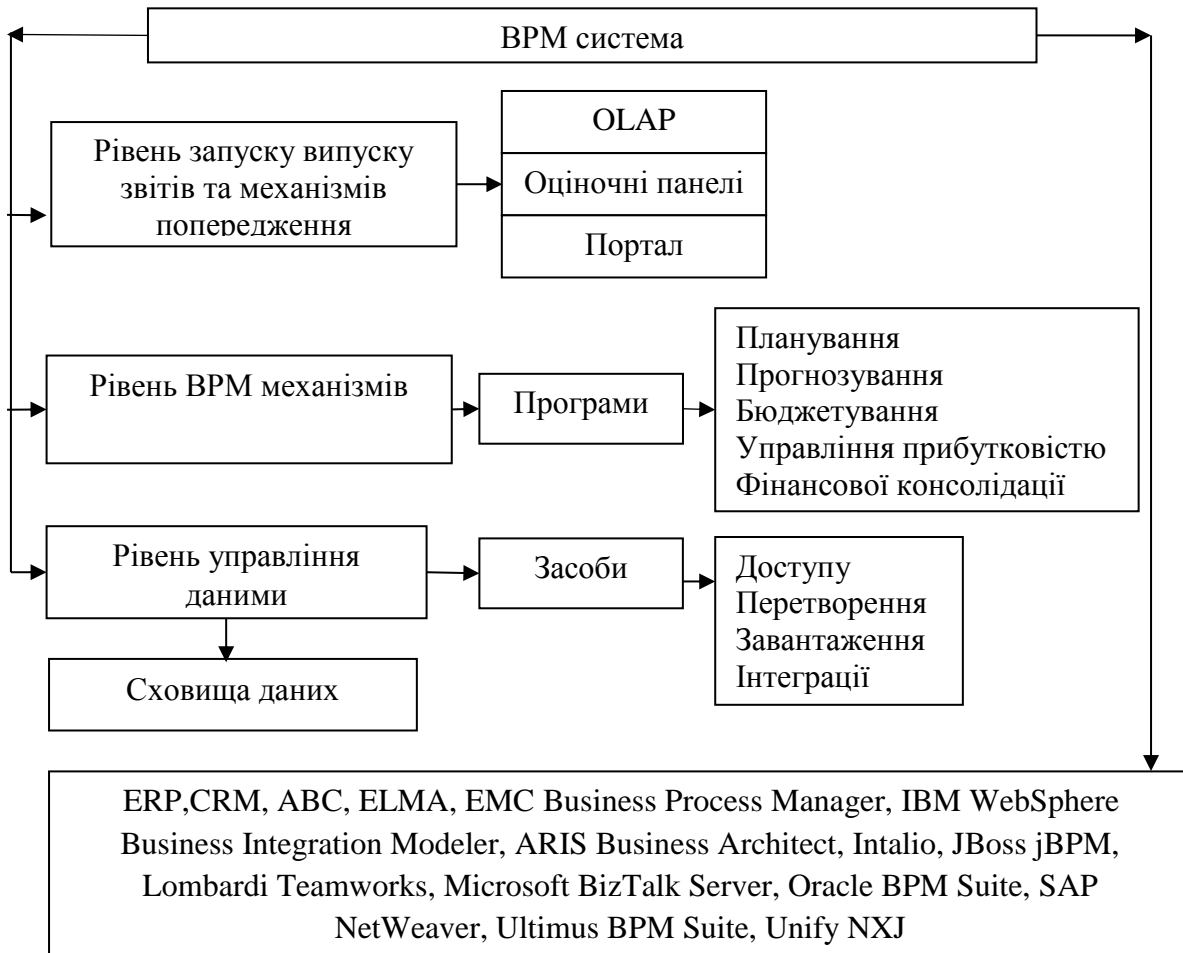 BPM система
Рівень запуску випуску
звітів та механізмів
попередження
OLAP
Оціночні панелі
Портал
Рівень BPM механізмів
Програми
Планування
Прогнозування
Бюджетування
Управління прибутковістю
Фінансової консолідації
Рівень управління
даними
Засоби
Доступу
Перетворення
Завантаження
Інтеграції
Сховища даних
ERP,CRM, ABC, ELMA, EMC Business Process Manager, IBM WebSphere
Business Integration Modeler, ARIS Business Architect, Intalio, JBoss jBPM,
Lombardi Teamworks, Microsoft BizTalk Server, Oracle BPM Suite, SAP
NetWeaver, Ultimus BPM Suite, Unify NXJ